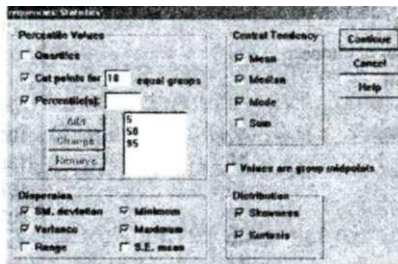 Frequencies: Statistics
Percentile Values
Quartiles
Cut points for 10 equal groups
Percentile(s):
Add
Change
Remove
5
50
95
Central Tendency
Mean
Median
Mode
Sum
Continue
Cancel
Help
Values are group midpoints
Dispersion
Std. deviation
Variance
Range
Minimum
Maximum
S.E. mean
Distribution
Skewness
Kurtosis